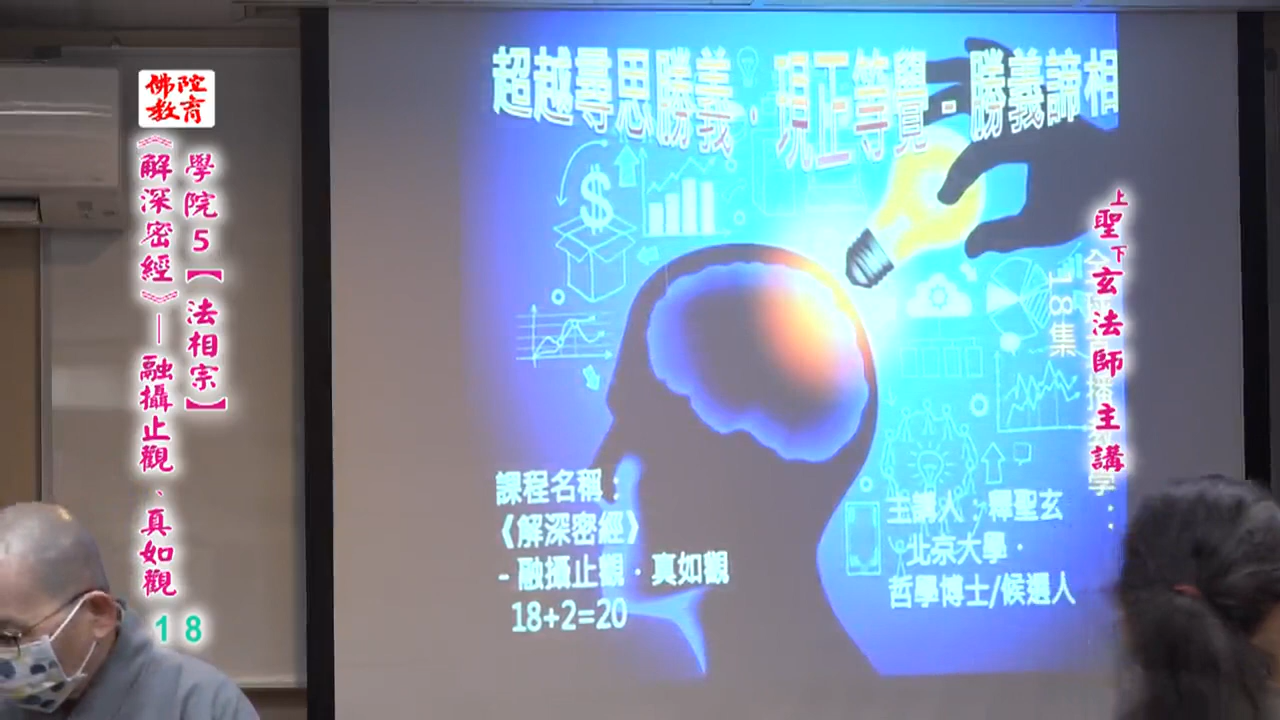 佛陀
教育
學院5【法相宗】
《解深密經》—融攝止觀、真如觀
18
超越尋思勝義．現正等覺-勝義諦相
課程名稱：
《解深密經》
-融攝止觀．真如觀
18+2=20
主講人：釋聖玄
北京大學．
哲學博士/候選人
18集
上聖下玄法師主講